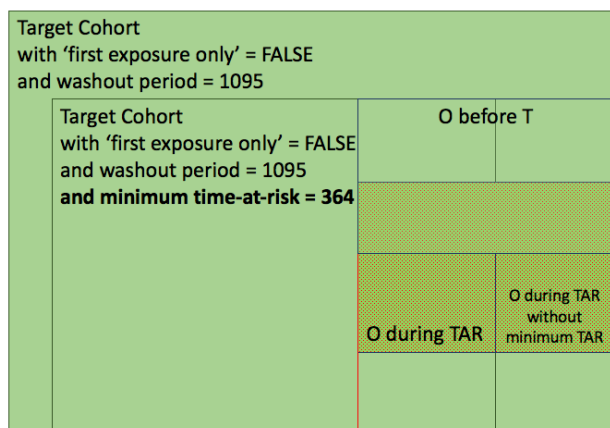 Target Cohort
with ‘first exposure only’ = FALSE
and washout period = 1095
Target Cohort
with ‘first exposure only’ = FALSE
and washout period = 1095
and minimum time-at-risk = 364
O before T
O during TAR
O during TAR
without
minimum TAR